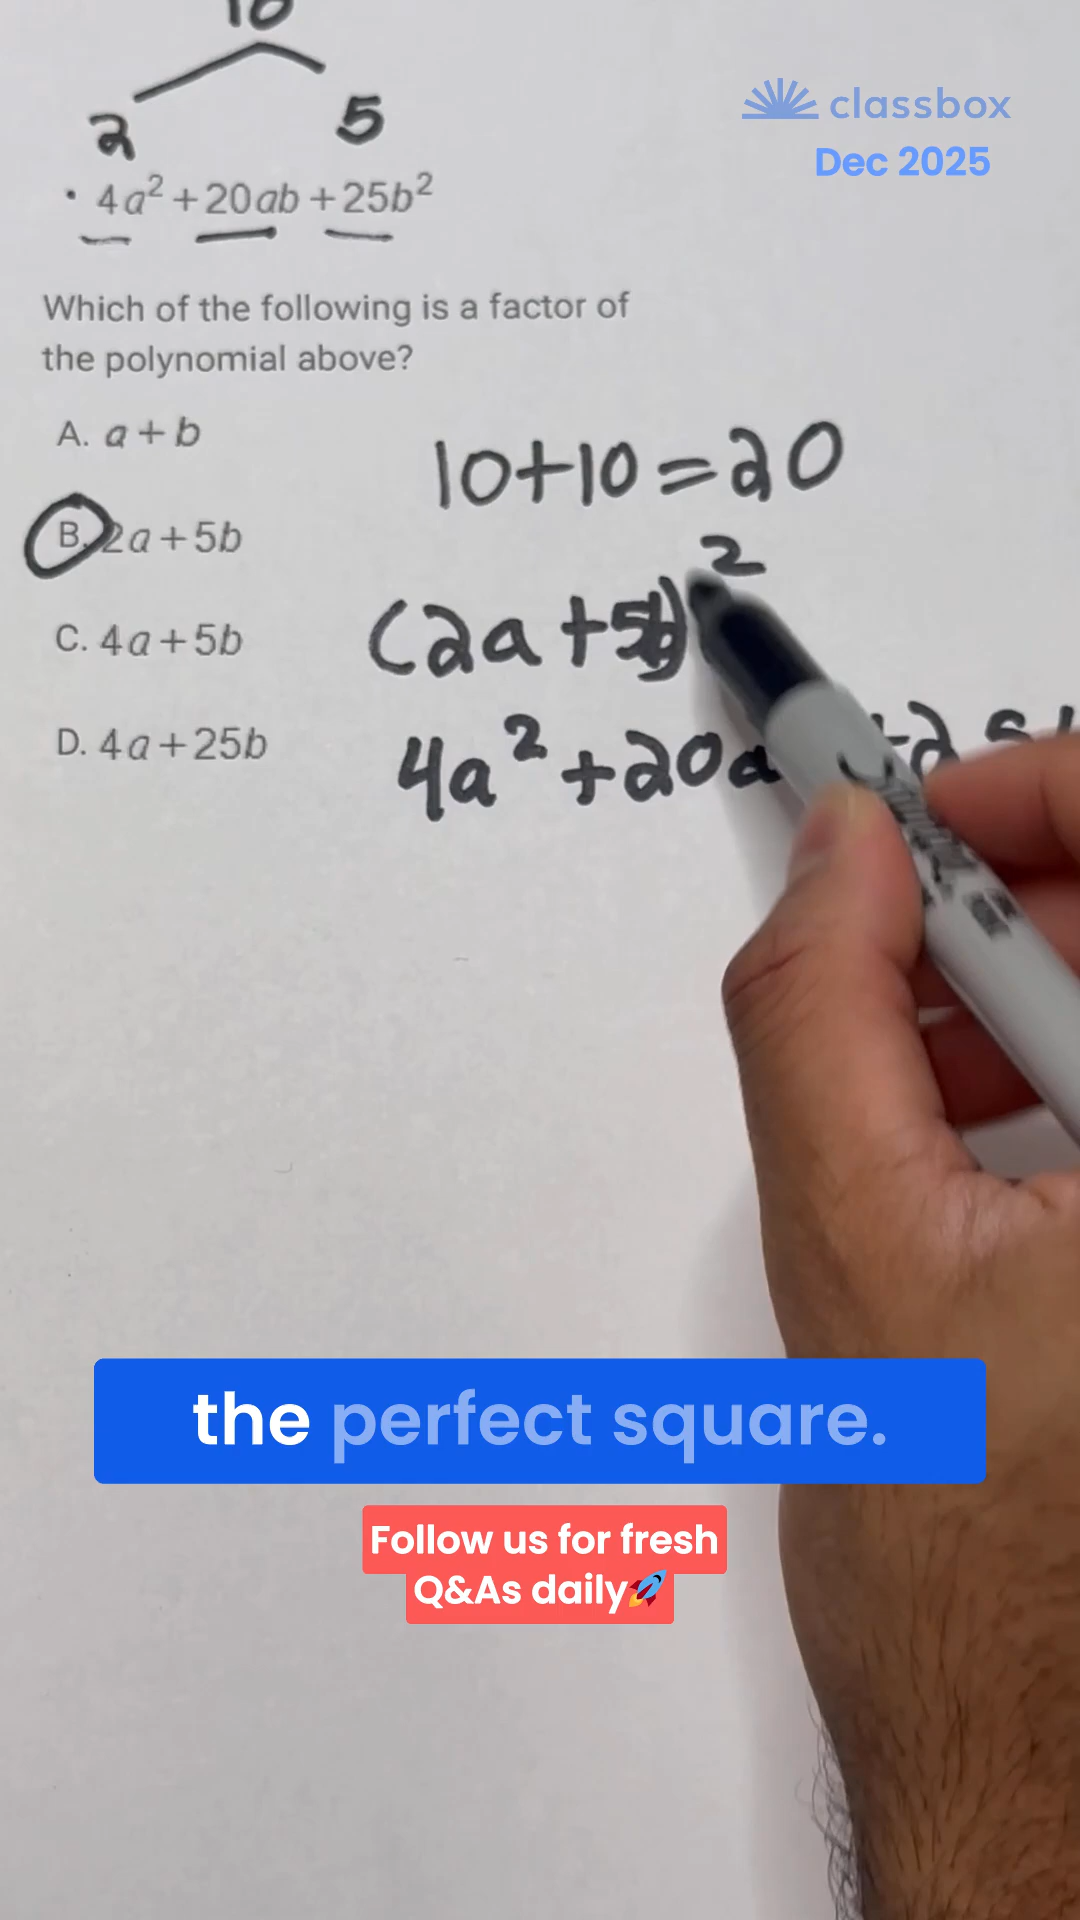 10
classbox
Dec 2025
2 5
• 4a² + 20ab + 25b²
Which of the following is a factor of
the polynomial above?
A. a + b
10+10=20
B. 2a + 5b
(2a+5b)²
C. 4a + 5b
4a²+20a
D. 4a + 25b
the perfect square.
Follow us for fresh
Q&As daily🚀